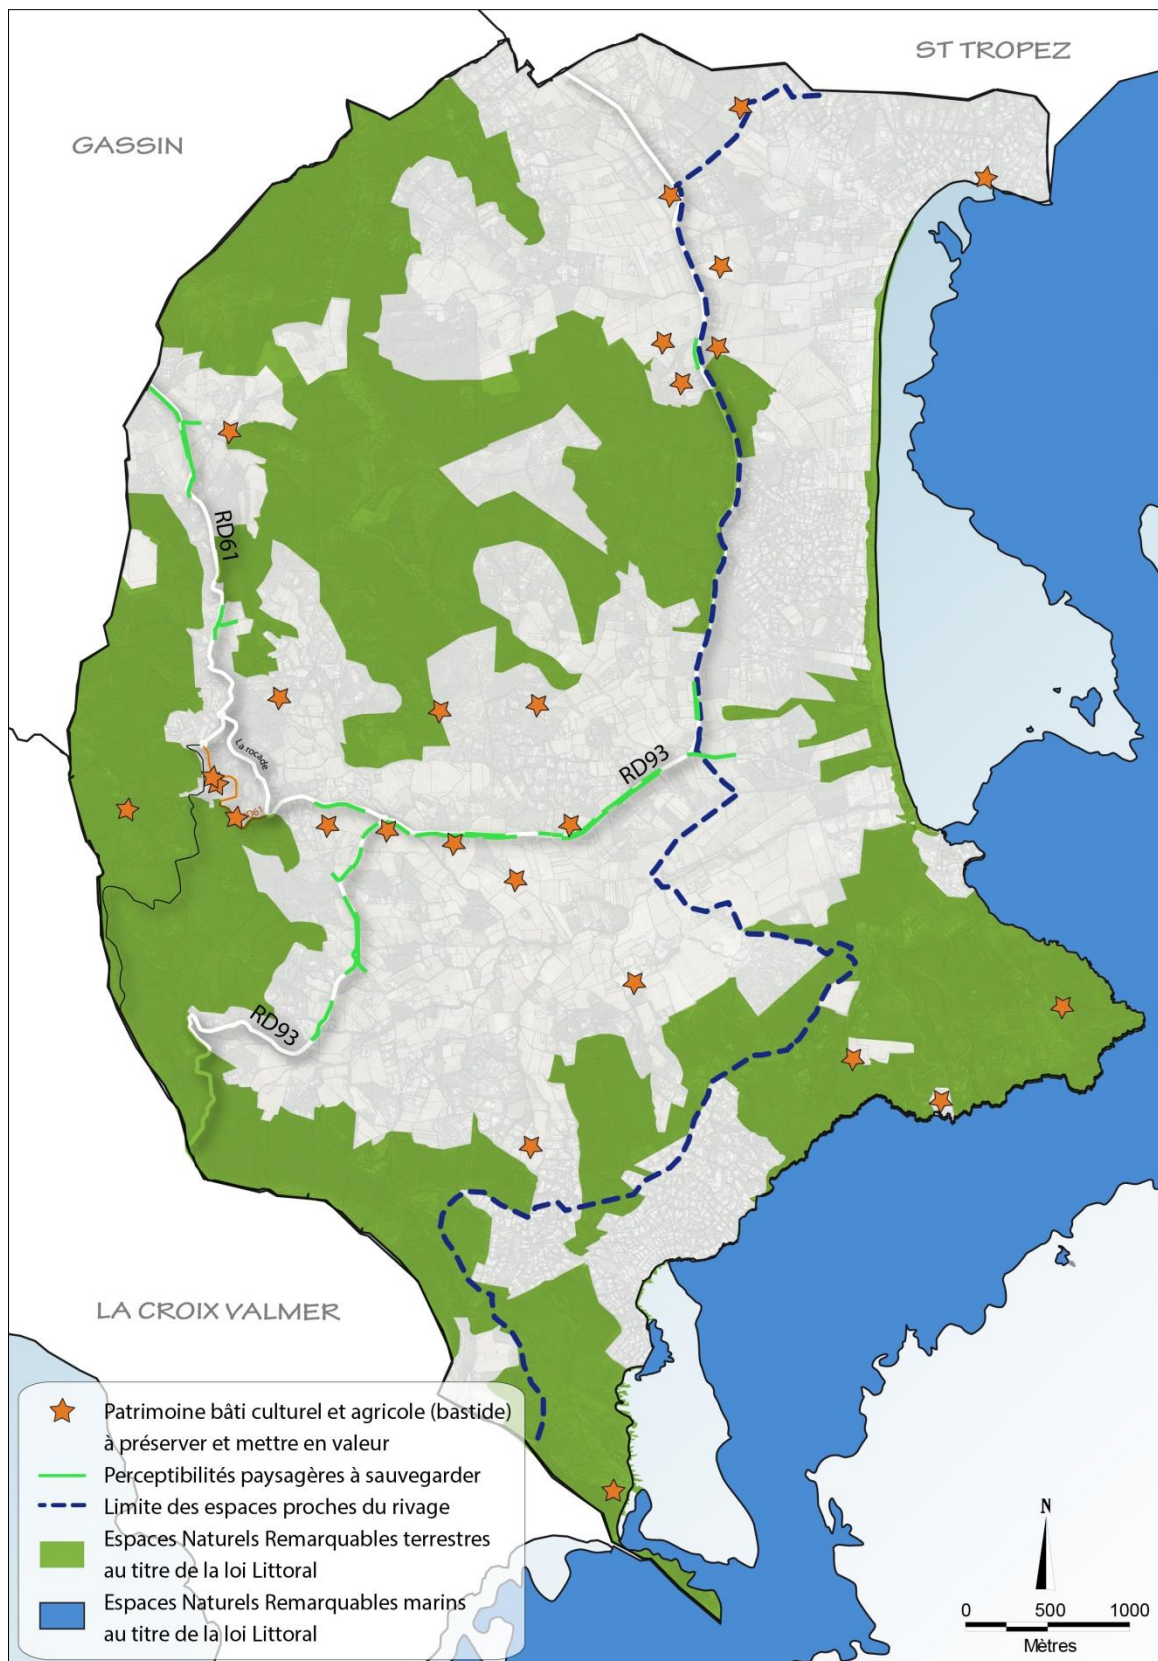 ST TROPEZ
GASSIN
RD61
La rocade
RD93
RD93
LA CROIX VALMER
Patrimoine bâti culturel et agricole (bastide)
à préserver et mettre en valeur
Perceptibilités paysagères à sauvegarder
Limite des espaces proches du rivage
Espaces Naturels Remarquables terrestres
au titre de la loi Littoral
Espaces Naturels Remarquables marins
au titre de la loi Littoral
N
0 500 1000
Mètres